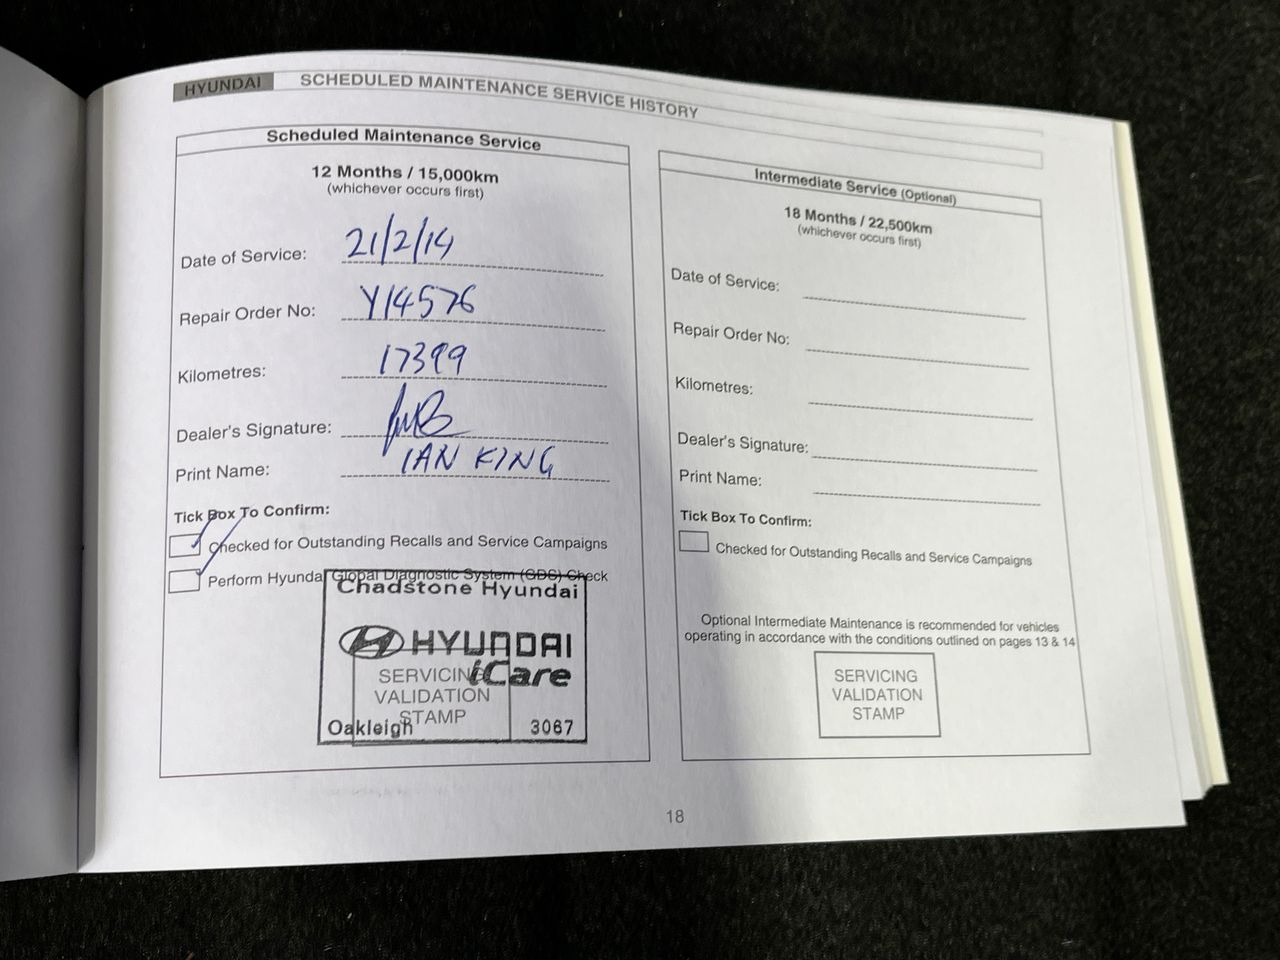 HYUNDAI SCHEDULED MAINTENANCE SERVICE HISTORY
Scheduled Maintenance Service
12 Months / 15,000km
(whichever occurs first)
Date of Service: 21/2/14
Repair Order No: Y14576
Kilometres: 17399
Dealer's Signature:
Print Name: IAN KING
Tick Box To Confirm:
Checked for Outstanding Recalls and Service Campaigns
Perform Hyundai Global Diagnostic System (GDS) Check
Chadstone Hyundai
HYUNDAI
iCare
SERVICING
VALIDATION
STAMP
Oakleigh 3067
Intermediate Service (Optional)
18 Months / 22,500km
(whichever occurs first)
Date of Service:
Repair Order No:
Kilometres:
Dealer's Signature:
Print Name:
Tick Box To Confirm:
Checked for Outstanding Recalls and Service Campaigns
Optional Intermediate Maintenance is recommended for vehicles
operating in accordance with the conditions outlined on pages 13 & 14
SERVICING
VALIDATION
STAMP
18